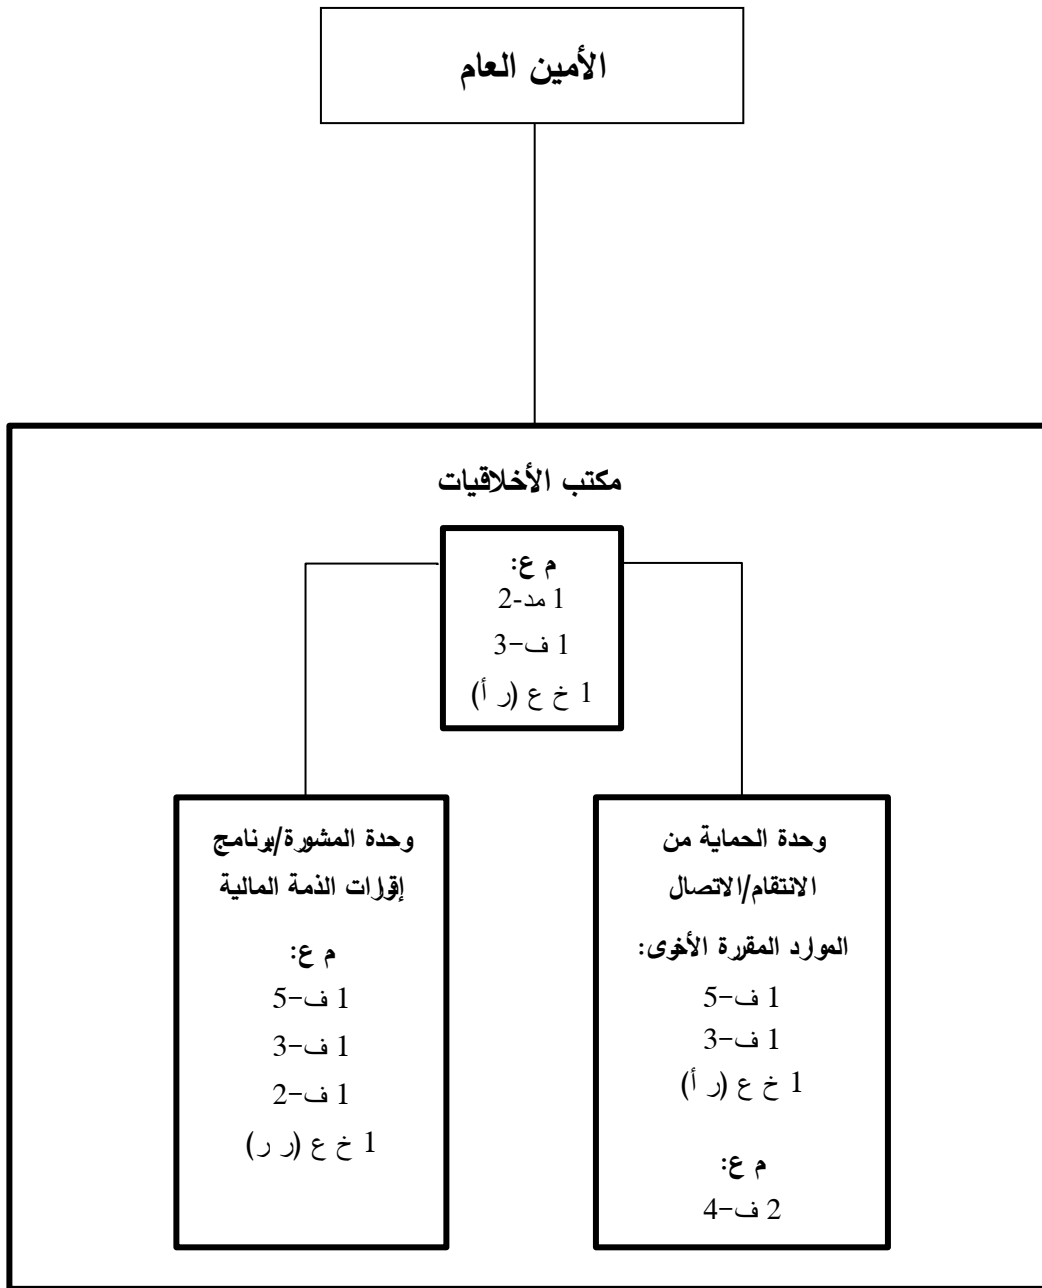 الأمين العام
مكتب الأخلاقيات
م ع:
1 مد-2
1 ف-3
1 خ ع (ر أ)
وحدة الحماية من
الانتقام/الاتصال
الموارد المقررة الأخرى:
1 ف-5
1 ف-3
1 خ ع (ر أ)
م ع:
2 ف-4
وحدة المشورة/برنامج
إقرارات الذمة المالية
م ع:
1 ف-5
1 ف-3
1 ف-2
1 خ ع (ر ر)